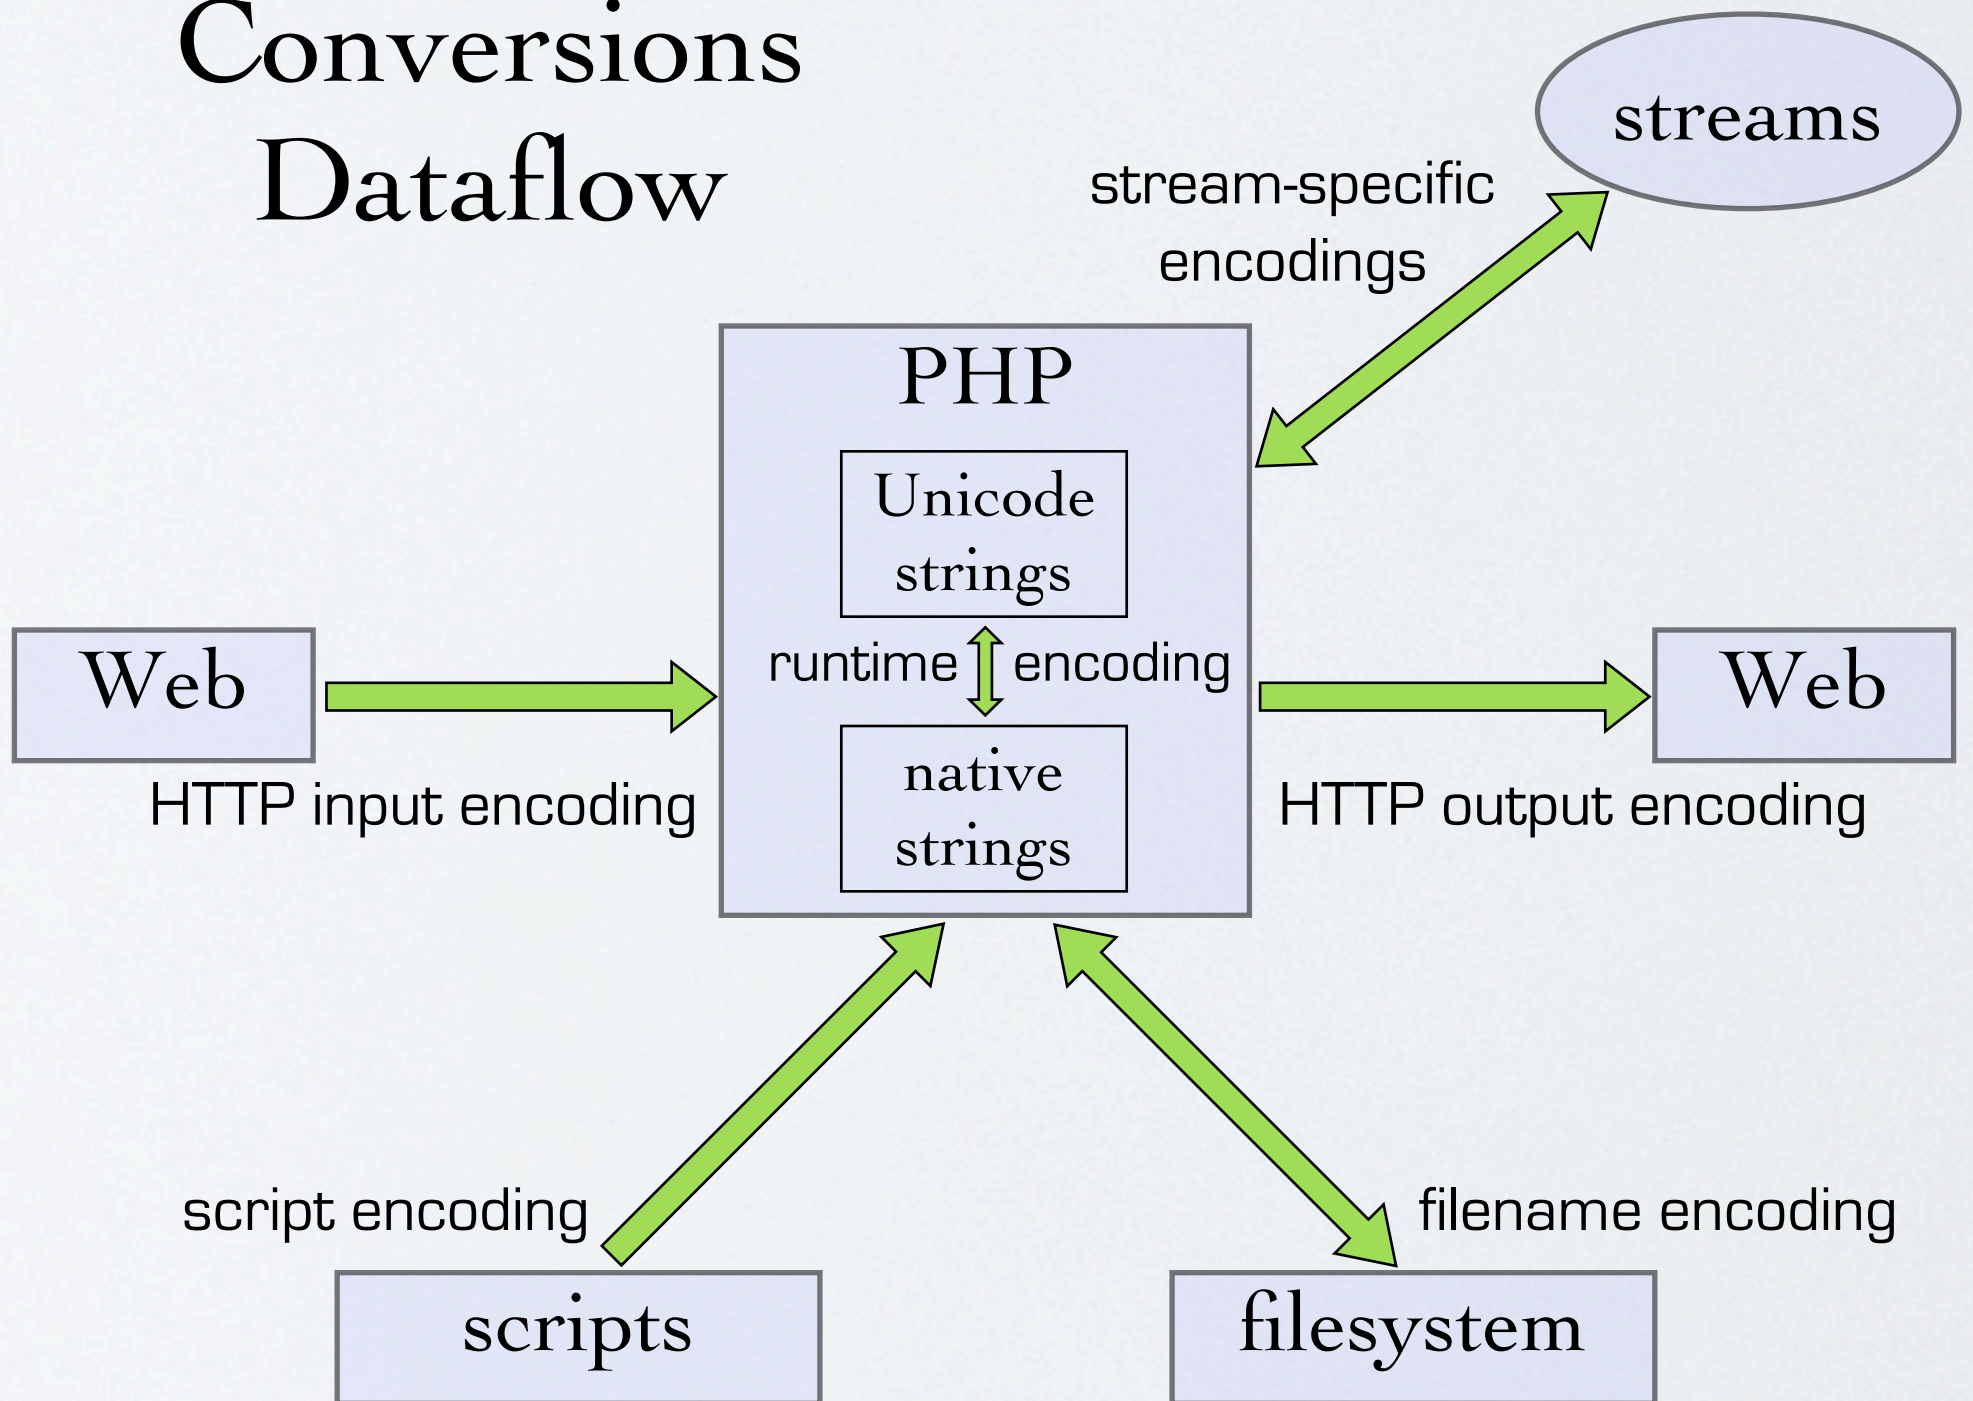 Conversions
Dataflow
streams
stream-specific
encodings
PHP
Unicode
strings
runtime encoding
native
strings
Web
HTTP input encoding
Web
HTTP output encoding
script encoding
filename encoding
scripts
filesystem